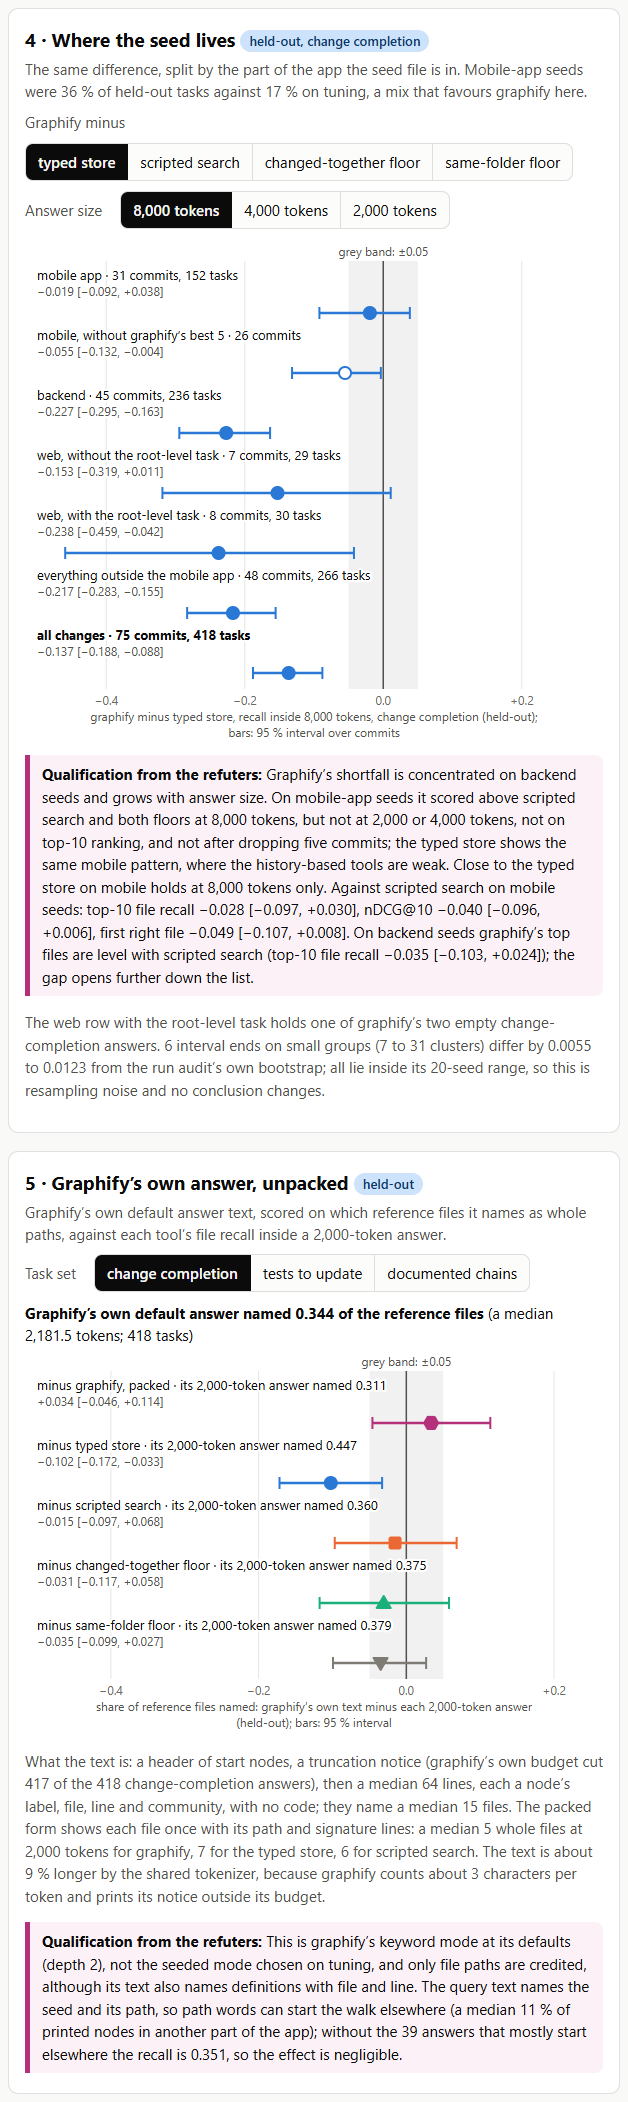 4 · Where the seed lives held-out, change completion
The same difference, split by the part of the app the seed file is in. Mobile-app seeds
were 36 % of held-out tasks against 17 % on tuning, a mix that favours graphify here.
Graphify minus
typed store scripted search changed-together floor same-folder floor
Answer size 8,000 tokens 4,000 tokens 2,000 tokens
grey band: ±0.05
mobile app · 31 commits, 152 tasks
−0.019 [−0.092, +0.038]
mobile, without graphify's best 5 · 26 commits
−0.055 [−0.132, −0.004]
backend · 45 commits, 236 tasks
−0.227 [−0.295, −0.163]
web, without the root-level task · 7 commits, 29 tasks
−0.153 [−0.319, +0.011]
web, with the root-level task · 8 commits, 30 tasks
−0.238 [−0.459, −0.042]
everything outside the mobile app · 48 commits, 266 tasks
−0.217 [−0.283, −0.155]
all changes · 75 commits, 418 tasks
−0.137 [−0.188, −0.088]
−0.4 −0.2 0.0 +0.2
graphify minus typed store, recall inside 8,000 tokens, change completion (held-out);
bars: 95 % interval over commits
Qualification from the refuters: Graphify's shortfall is concentrated on backend
seeds and grows with answer size. On mobile-app seeds it scored above scripted
search and both floors at 8,000 tokens, but not at 2,000 or 4,000 tokens, not on
top-10 ranking, and not after dropping five commits; the typed store shows the
same mobile pattern, where the history-based tools are weak. Close to the typed
store on mobile holds at 8,000 tokens only. Against scripted search on mobile
seeds: top-10 file recall −0.028 [−0.097, +0.030], nDCG@10 −0.040 [−0.096,
+0.006], first right file −0.049 [−0.107, +0.008]. On backend seeds graphify's top
files are level with scripted search (top-10 file recall −0.035 [−0.103, +0.024]); the
gap opens further down the list.
The web row with the root-level task holds one of graphify's two empty change-
completion answers. 6 interval ends on small groups (7 to 31 clusters) differ by 0.0055
to 0.0123 from the run audit's own bootstrap; all lie inside its 20-seed range, so this is
resampling noise and no conclusion changes.
5 · Graphify's own answer, unpacked held-out
Graphify's own default answer text, scored on which reference files it names as whole
paths, against each tool's file recall inside a 2,000-token answer.
Task set change completion tests to update documented chains
Graphify's own default answer named 0.344 of the reference files (a median
2,181.5 tokens; 418 tasks)
grey band: ±0.05
minus graphify, packed · its 2,000-token answer named 0.311
+0.034 [−0.046, +0.114]
minus typed store · its 2,000-token answer named 0.447
−0.102 [−0.172, −0.033]
minus scripted search · its 2,000-token answer named 0.360
−0.015 [−0.097, +0.068]
minus changed-together floor · its 2,000-token answer named 0.375
−0.031 [−0.117, +0.058]
minus same-folder floor · its 2,000-token answer named 0.379
−0.035 [−0.099, +0.027]
−0.4 −0.2 0.0 +0.2
share of reference files named: graphify's own text minus each 2,000-token answer
(held-out); bars: 95 % interval
What the text is: a header of start nodes, a truncation notice (graphify's own budget cut
417 of the 418 change-completion answers), then a median 64 lines, each a node's
label, file, line and community, with no code; they name a median 15 files. The packed
form shows each file once with its path and signature lines: a median 5 whole files at
2,000 tokens for graphify, 7 for the typed store, 6 for scripted search. The text is about
9 % longer by the shared tokenizer, because graphify counts about 3 characters per
token and prints its notice outside its budget.
Qualification from the refuters: This is graphify's keyword mode at its defaults
(depth 2), not the seeded mode chosen on tuning, and only file paths are credited,
although its text also names definitions with file and line. The query text names the
seed and its path, so path words can start the walk elsewhere (a median 11 % of
printed nodes in another part of the app); without the 39 answers that mostly start
elsewhere the recall is 0.351, so the effect is negligible.